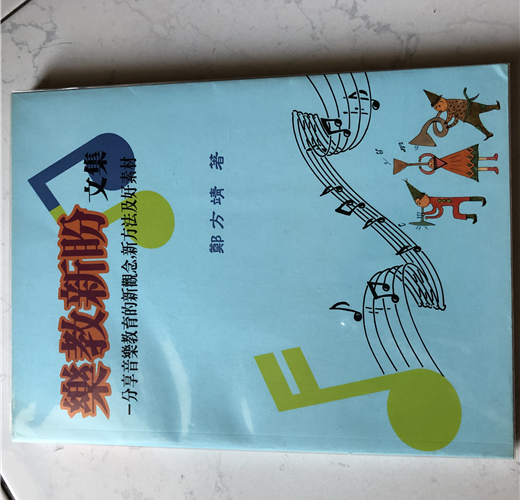 樂教新盼 文集
—分享音樂教育的新觀念,新方法及好素材
鄭方靖 著